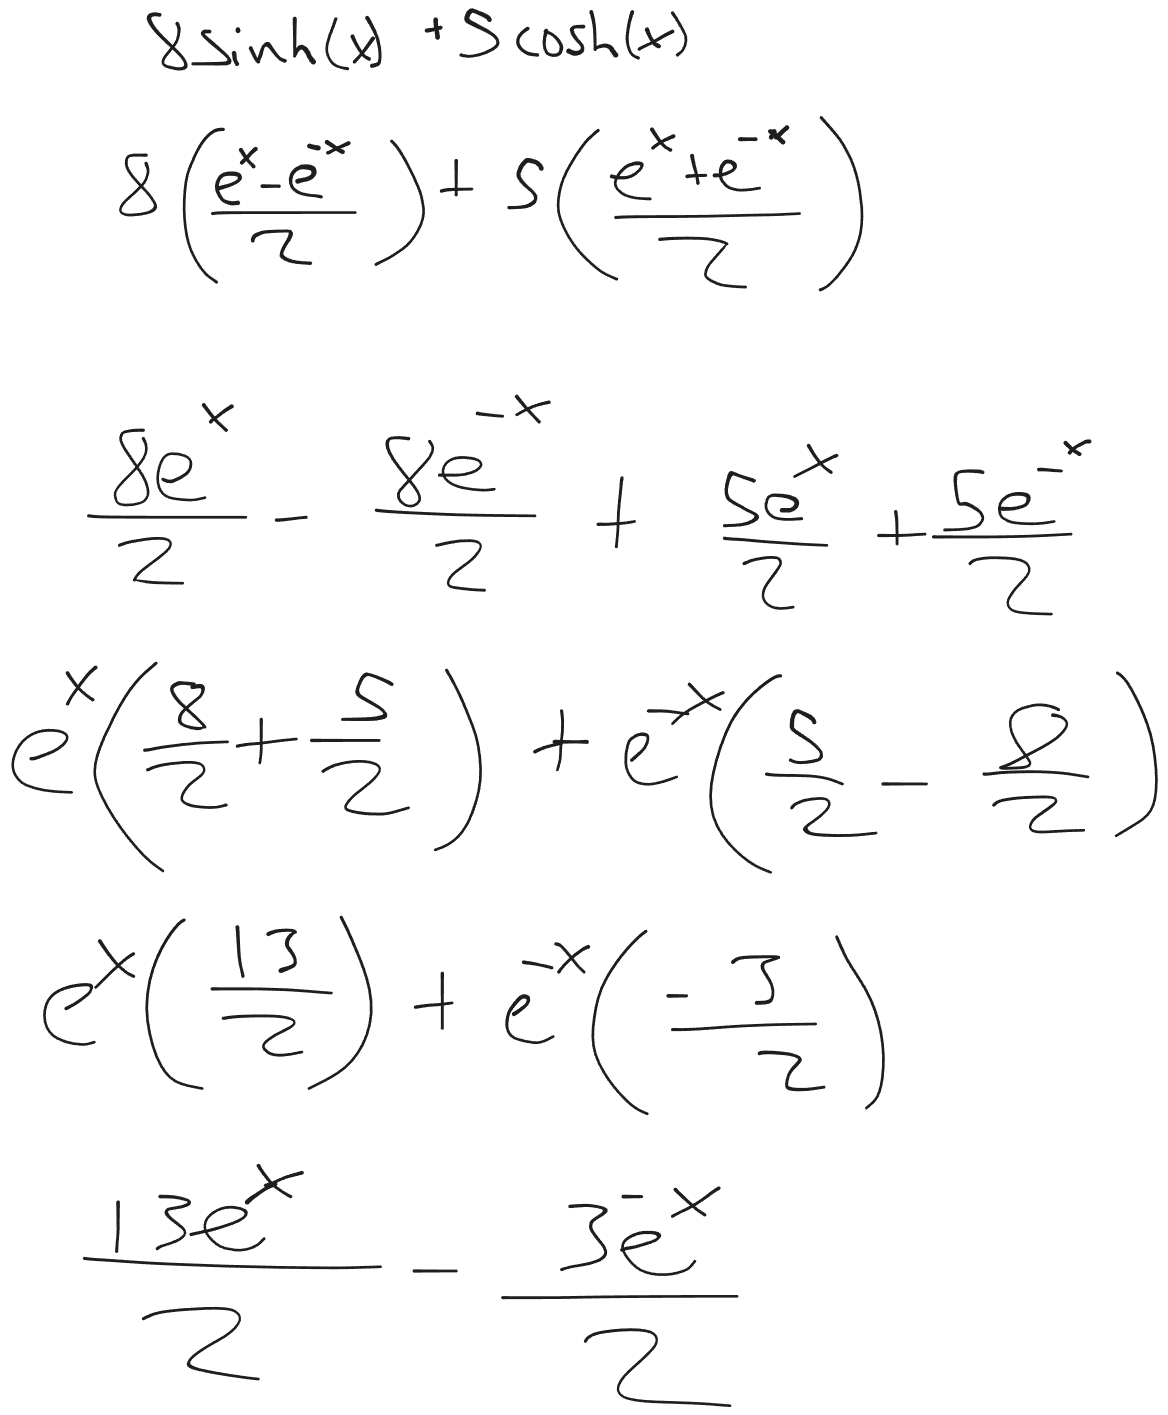 8sinh(x) + 5cosh(x)
8((e^x - e^-x)/2) + 5((e^x + e^-x)/2)
8e^x/2 - 8e^-x/2 + 5e^x/2 + 5e^-x/2
e^x(8/2 + 5/2) + e^-x(5/2 - 8/2)
e^x(13/2) + e^-x(-3/2)
13e^x/2 - 3e^-x/2